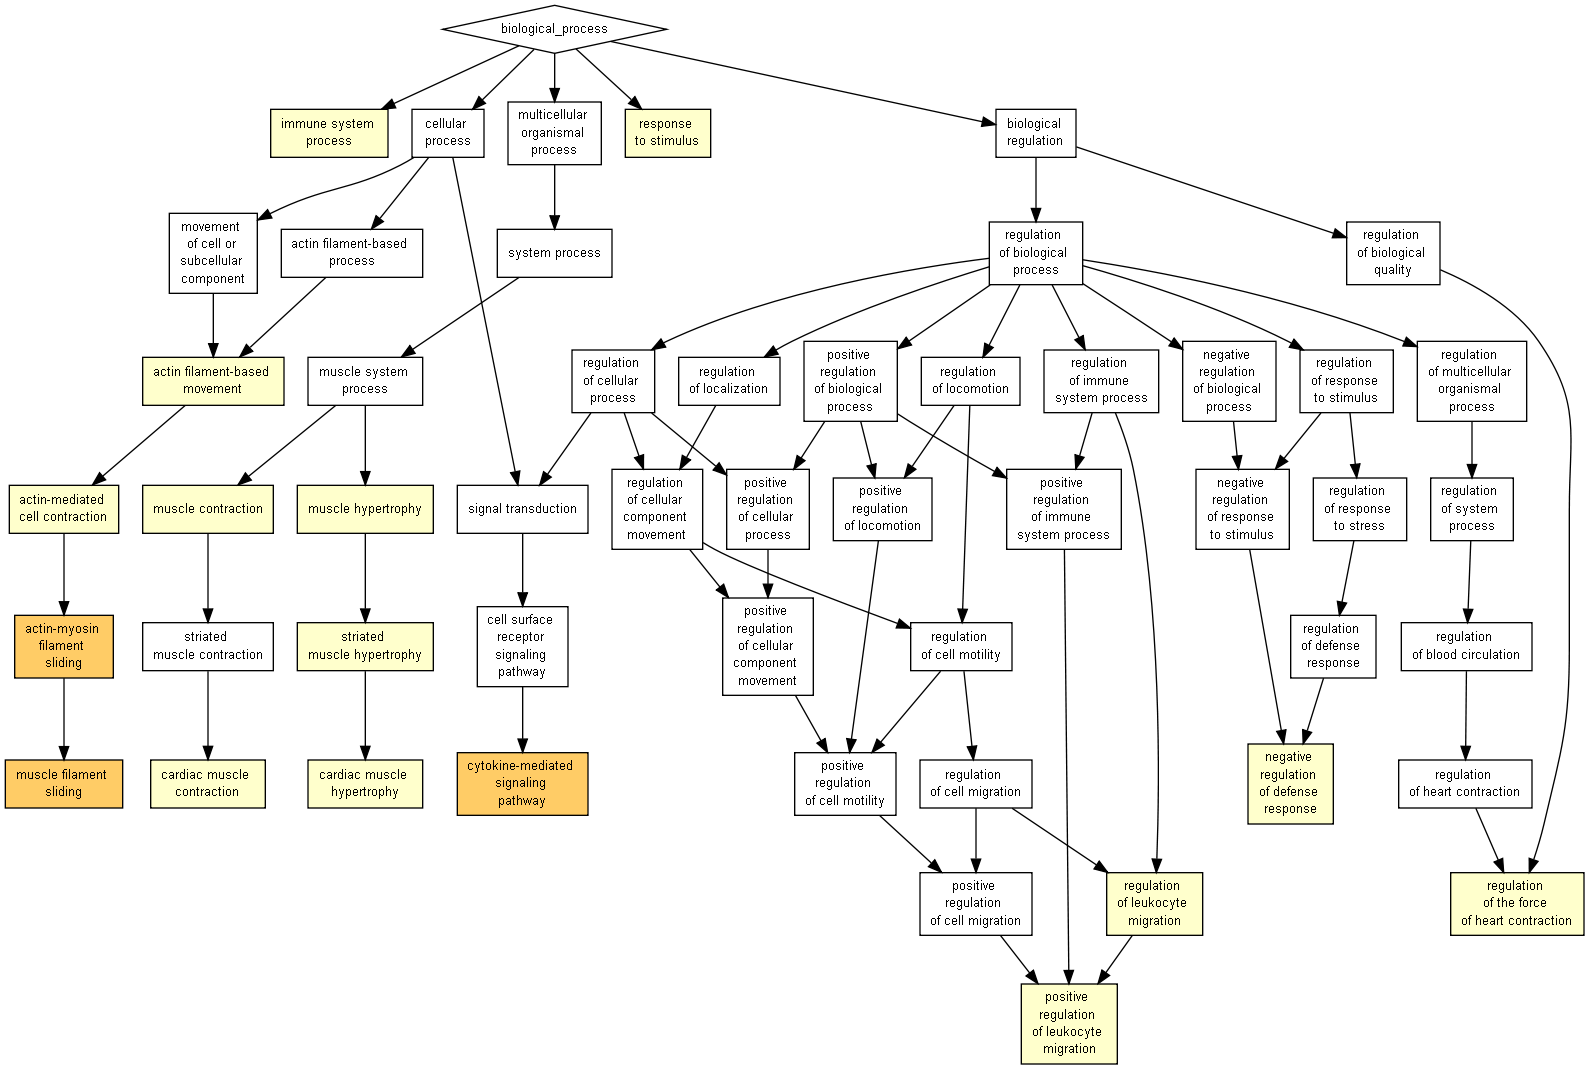 biological_process
immune system
process
cellular
process
multicellular
organismal
process
response
to stimulus
biological
regulation
movement
of cell or
subcellular
component
actin filament-based
process
system process
regulation
of biological
process
regulation
of biological
quality
actin filament-based
movement
muscle system
process
regulation
of cellular
process
regulation
of localization
positive
regulation
of biological
process
regulation
of locomotion
regulation
of immune
system process
negative
regulation
of biological
process
regulation
of response
to stimulus
regulation
of multicellular
organismal
process
actin-mediated
cell contraction
muscle contraction
muscle hypertrophy
signal transduction
regulation
of cellular
component
movement
positive
regulation
of cellular
process
positive
regulation
of locomotion
positive
regulation
of immune
system process
negative
regulation
of response
to stimulus
regulation
of response
to stress
regulation
of system
process
actin-myosin
filament
sliding
striated
muscle contraction
striated
muscle hypertrophy
cell surface
receptor
signaling
pathway
positive
regulation
of cellular
component
movement
regulation
of cell motility
regulation
of defense
response
regulation
of blood circulation
muscle filament
sliding
cardiac muscle
contraction
cardiac muscle
hypertrophy
cytokine-mediated
signaling
pathway
positive
regulation
of cell motility
regulation
of cell migration
negative
regulation
of defense
response
regulation
of heart contraction
positive
regulation
of cell migration
regulation
of leukocyte
migration
regulation
of the force
of heart contraction
positive
regulation
of leukocyte
migration